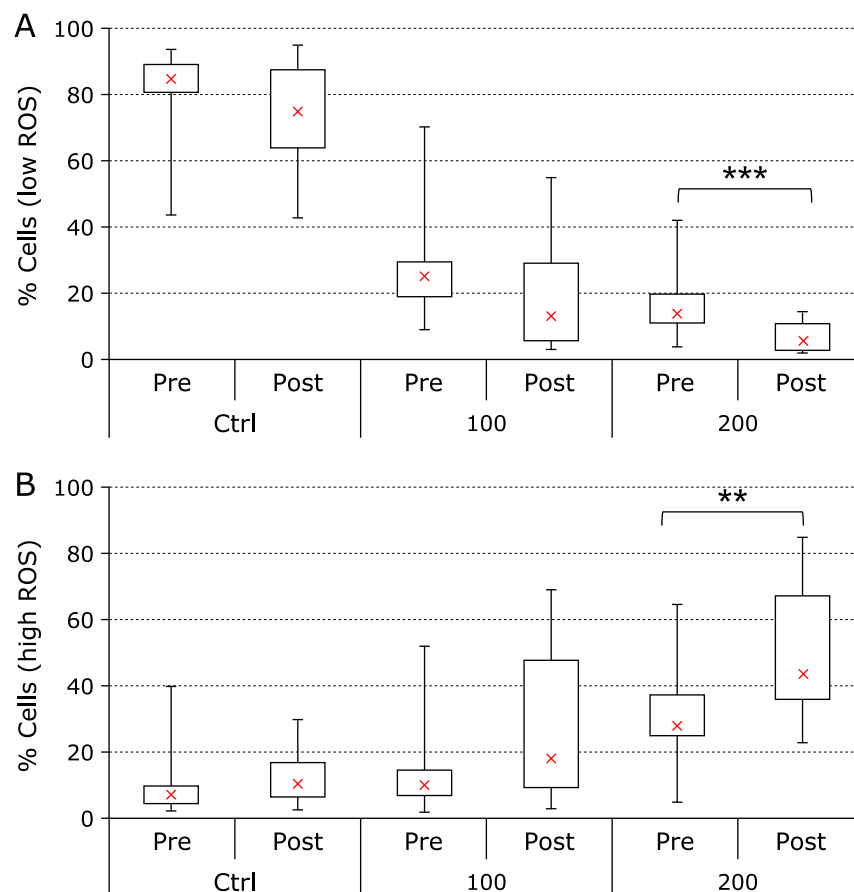 A
% Cells (low ROS)
100
80
60
40
20
0
***
Pre Post Pre Post Pre Post
Ctrl 100 200
B
% Cells (high ROS)
100
80
60
40
20
0
**
Pre Post Pre Post Pre Post
Ctrl 100 200